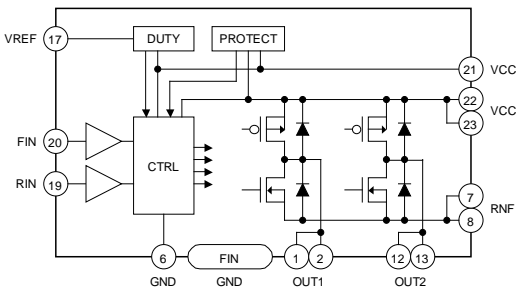 DUTY PROTECT
VREF 17
21 VCC
22
VCC
23
FIN 20
CTRL
RIN 19
7
RNF
8
6 FIN 1 2 12 13
GND GND OUT1 OUT2